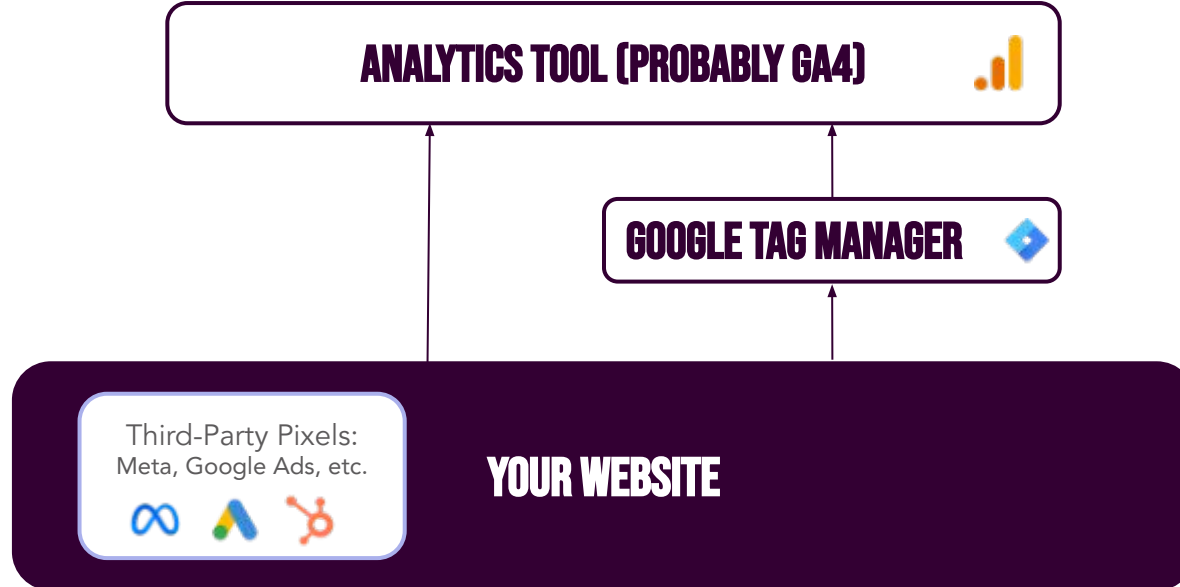 ANALYTICS TOOL (PROBABLY GA4)
GOOGLE TAG MANAGER
Third-Party Pixels:
Meta, Google Ads, etc.
YOUR WEBSITE